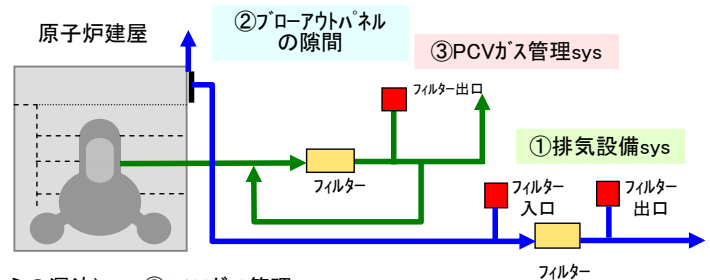 原子炉建屋
②ﾌﾞﾛｰｱｳﾄﾊﾟﾈﾙ
の隙間
③PCVｶﾞｽ管理sys
ﾌｨﾙﾀｰ出口
①排気設備sys
ﾌｨﾙﾀｰ
ﾌｨﾙﾀｰ
入口
ﾌｨﾙﾀｰ
出口
ﾌｨﾙﾀｰ